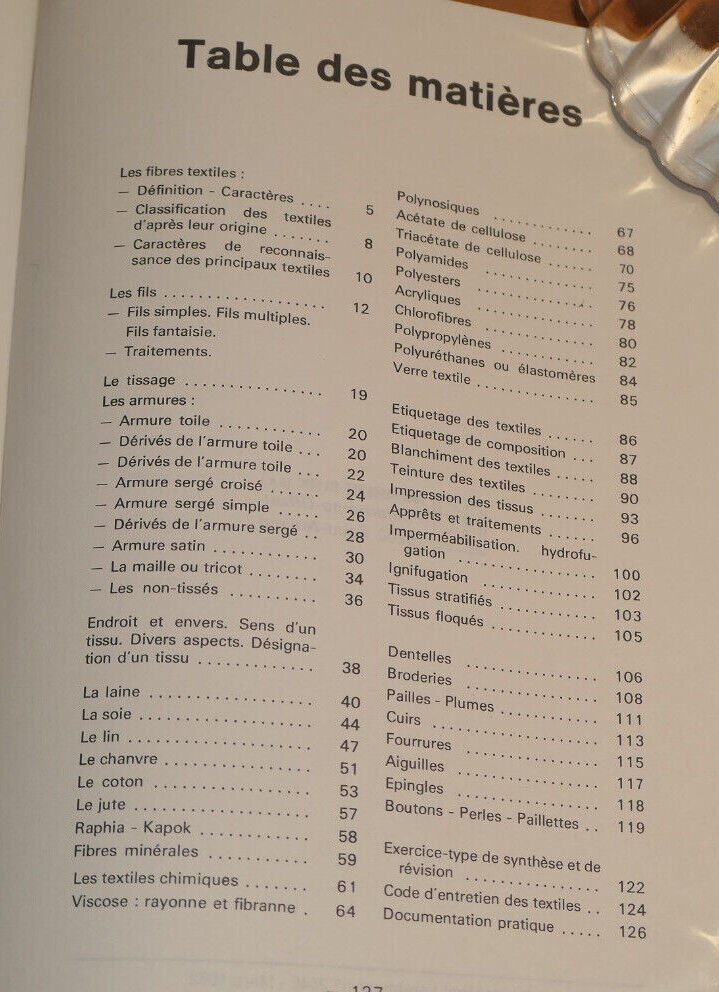 Table des matières
Les fibres textiles :
— Définition - Caractères .... 5
— Classification des textiles
d'après leur origine ....... 8
— Caractères de reconnais-
sance des principaux textiles 10
Les fils .................. 12
— Fils simples. Fils multiples.
Fils fantaisie.
— Traitements.
Le tissage ............... 19
Les armures :
— Armure toile ............ 20
— Dérivés de l'armure toile ... 20
— Dérivés de l'armure toile ... 22
— Armure sergé croisé ...... 24
— Armure sergé simple ..... 26
— Dérivés de l'armure sergé .. 28
— Armure satin ............ 30
— La maille ou tricot ........ 34
— Les non-tissés .......... 36
Endroit et envers. Sens d'un
tissu. Divers aspects. Désigna-
tion d'un tissu ............. 38
La laine .................. 40
La soie ................... 44
Le lin .................... 47
Le chanvre ................ 51
Le coton .................. 53
Le jute ................... 57
Raphia - Kapok ............ 58
Fibres minérales ........... 59
Les textiles chimiques ....... 61
Viscose : rayonne et fibranne . 64
Polynosiques ............. 67
Acétate de cellulose ........ 68
Triacétate de cellulose ...... 70
Polyamides .............. 75
Polyesters ............... 76
Acryliques ............... 78
Chlorofibres .............. 80
Polypropylènes ............ 82
Polyuréthanes ou élastomères 84
Verre textile .............. 85
Etiquetage des textiles ...... 86
Etiquetage de composition ... 87
Blanchiment des textiles ..... 88
Teinture des textiles ........ 90
Impression des tissus ....... 93
Apprêts et traitements ...... 96
Imperméabilisation. hydrofu-
gation ................ 100
Ignifugation ............. 102
Tissus stratifiés ........... 103
Tissus floqués ............ 105
Dentelles ............... 106
Broderies ............... 108
Pailles - Plumes ........... 111
Cuirs .................. 113
Fourrures ............... 115
Aiguilles ................ 117
Epingles ................ 118
Boutons - Perles - Paillettes .. 119
Exercice-type de synthèse et de
révision ................ 122
Code d'entretien des textiles .. 124
Documentation pratique ..... 126
127